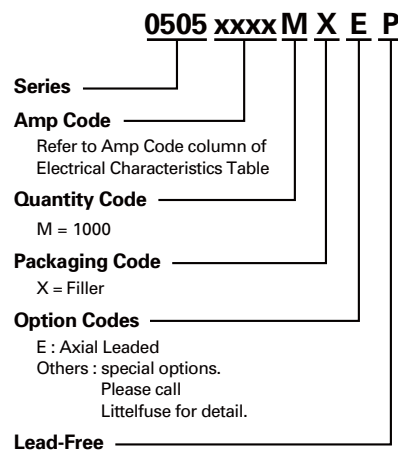 0505 xxxx M X E P
Series
Amp Code
Refer to Amp Code column of
Electrical Characteristics Table
Quantity Code
M = 1000
Packaging Code
X = Filler
Option Codes
E : Axial Leaded
Others : special options.
Please call
Littelfuse for detail.
Lead-Free